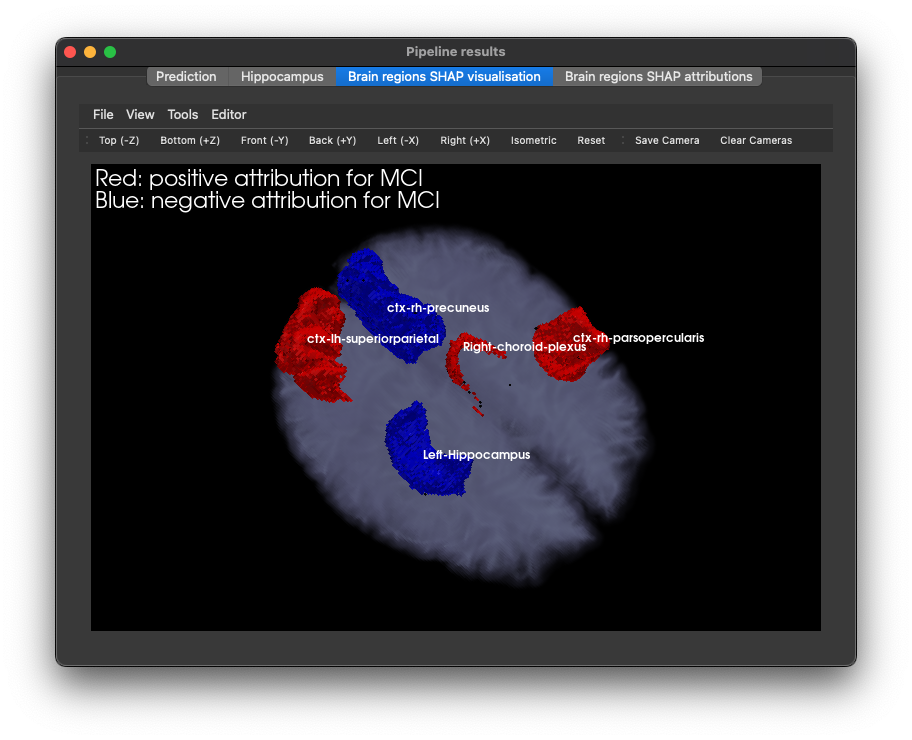 Pipeline results
Prediction Hippocampus Brain regions SHAP visualisation Brain regions SHAP attributions
File View Tools Editor
Top (-Z) Bottom (+Z) Front (-Y) Back (+Y) Left (-X) Right (+X) Isometric Reset Save Camera Clear Cameras
Red: positive attribution for MCI
Blue: negative attribution for MCI
ctx-rh-precuneus
ctx-lh-superiorparietal
Right-choroid-plexus
ctx-rh-parsopercularis
Left-Hippocampus